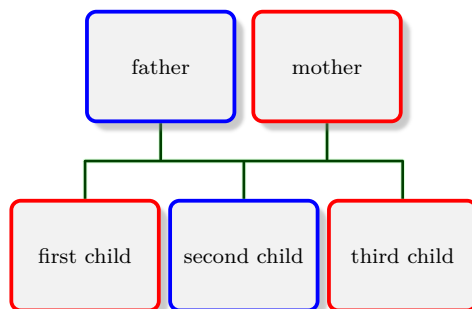 father
mother
first child
second child
third child